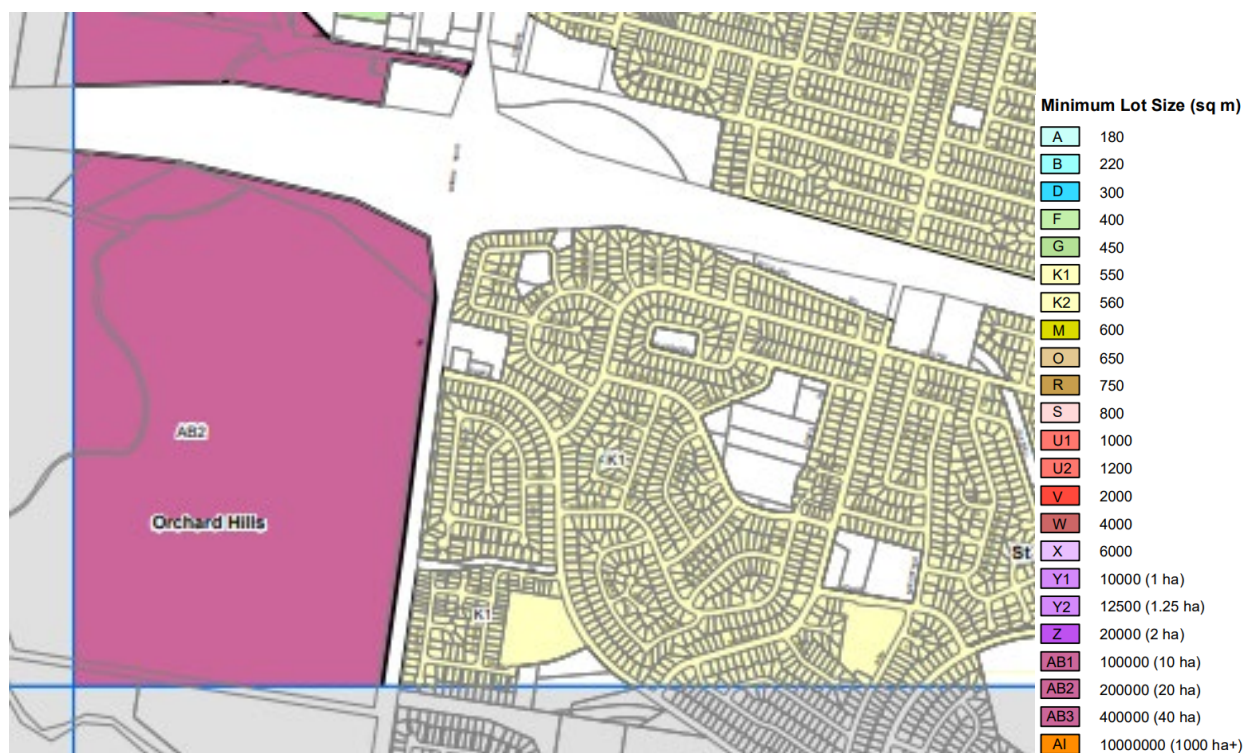 AB2
Orchard Hills
K1
K1
St
Minimum Lot Size (sq m)
A 180
B 220
D 300
F 400
G 450
K1 550
K2 560
M 600
O 650
R 750
S 800
U1 1000
U2 1200
V 2000
W 4000
X 6000
Y1 10000 (1 ha)
Y2 12500 (1.25 ha)
Z 20000 (2 ha)
AB1 100000 (10 ha)
AB2 200000 (20 ha)
AB3 400000 (40 ha)
AI 10000000 (1000 ha+)